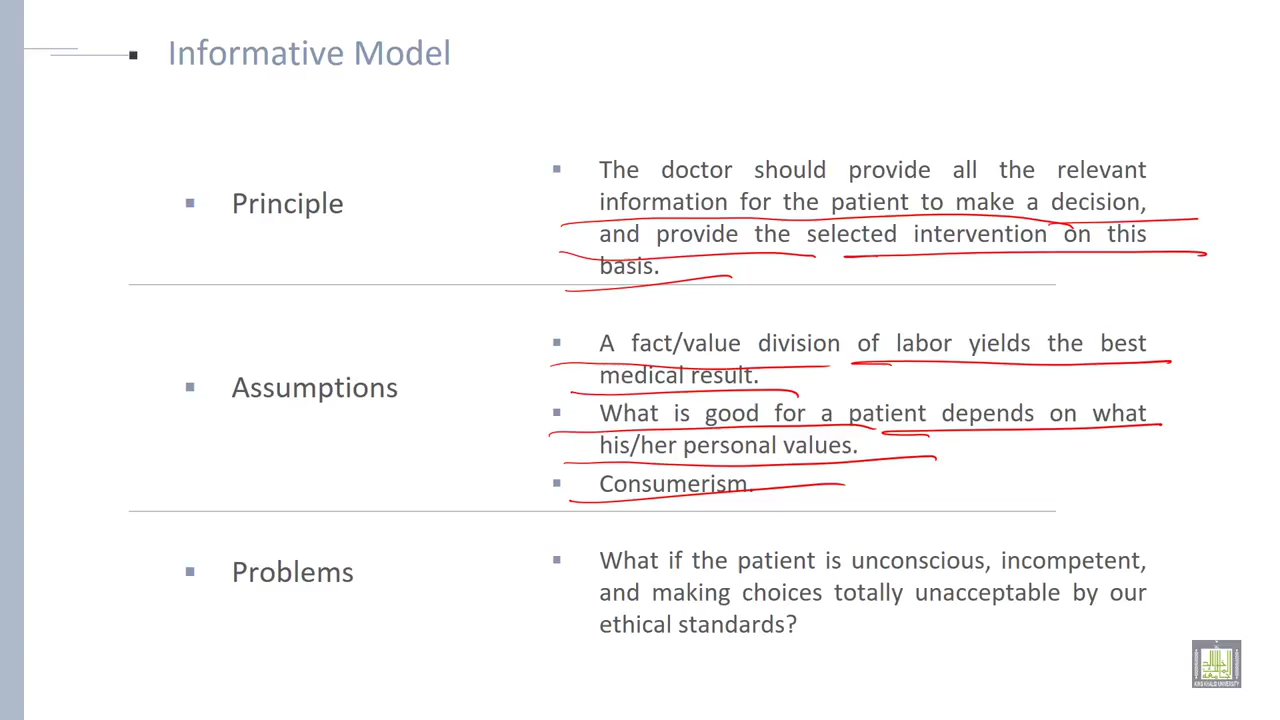 Informative Model
Principle
The doctor should provide all the relevant
information for the patient to make a decision,
and provide the selected intervention on this
basis.
Assumptions
A fact/value division of labor yields the best
medical result.
What is good for a patient depends on what
his/her personal values.
Consumerism.
Problems
What if the patient is unconscious, incompetent,
and making choices totally unacceptable by our
ethical standards?
KING KHALID UNIVERSITY